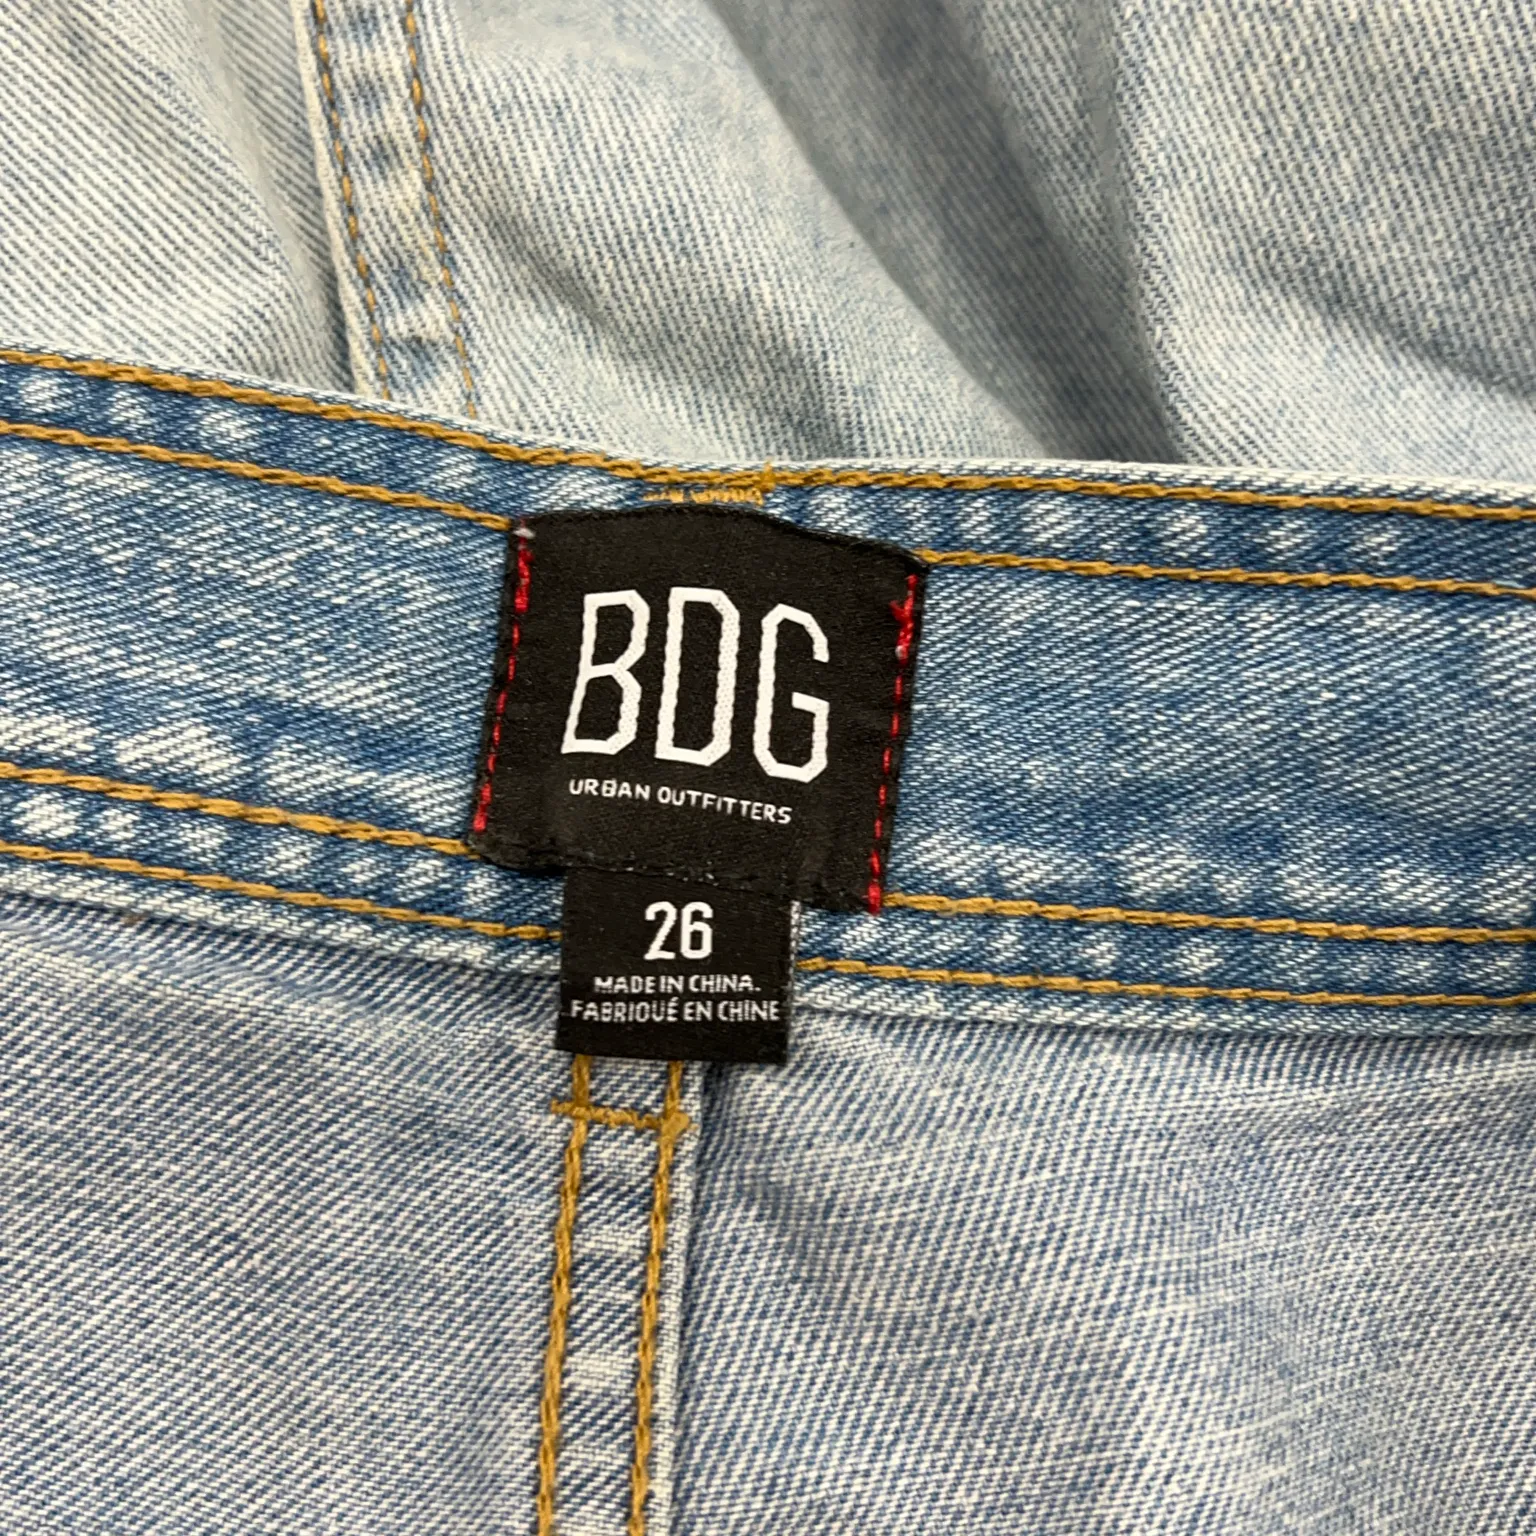 BDG
URBAN OUTFITTERS
26
MADE IN CHINA.
FABRIQUÉ EN CHINE